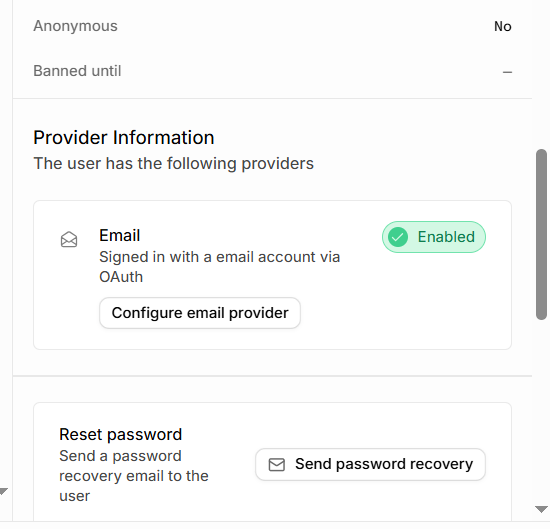 Anonymous No
Banned until –
Provider Information
The user has the following providers
Email Enabled
Signed in with a email account via
OAuth
Configure email provider
Reset password
Send a password
recovery email to the
user
Send password recovery